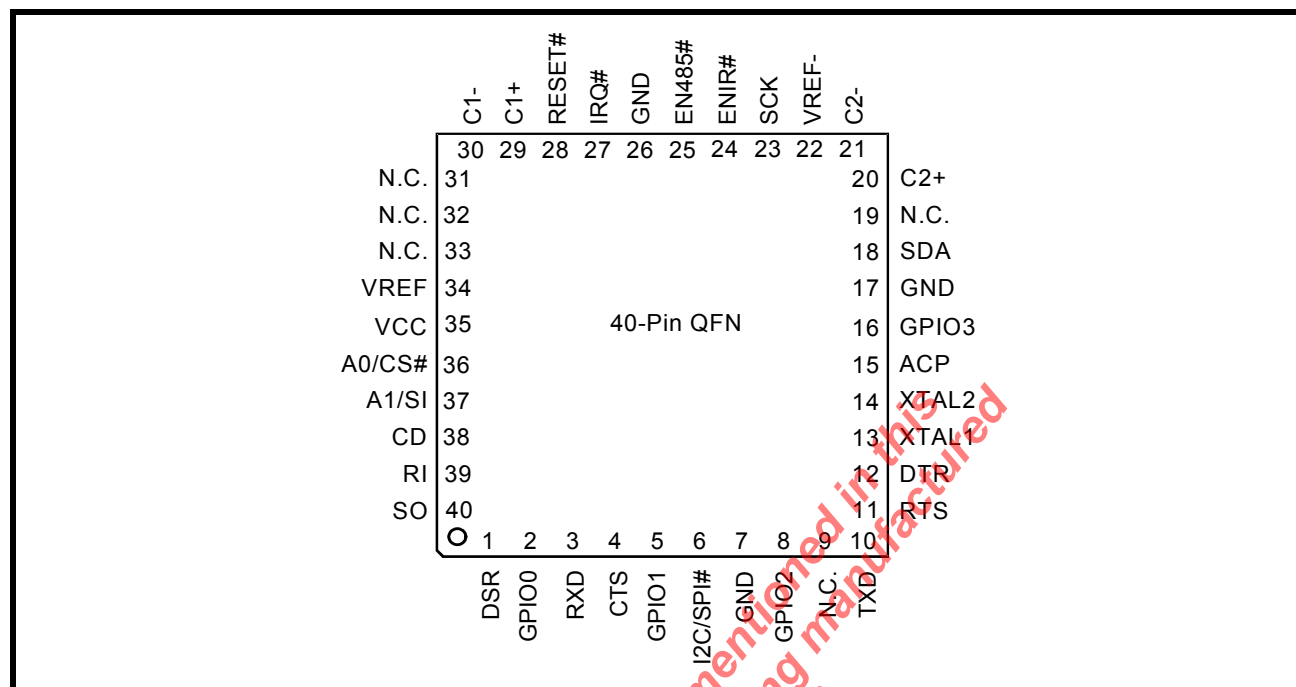 C1-
C1+
RESET#
IRQ#
GND
EN485#
ENIR#
SCK
VREF-
C2-
30 29 28 27 26 25 24 23 22 21
N.C. 31
20 C2+
N.C. 32
19 N.C.
N.C. 33
18 SDA
VREF 34
17 GND
VCC 35
40-Pin QFN
16 GPIO3
A0/CS# 36
15 ACP
A1/SI 37
14 XTAL2
CD 38
13 XTAL1
RI 39
12 DTR
SO 40
11 RTS
1 2 3 4 5 6 7 8 9 10
DSR
GPIO0
RXD
CTS
GPIO1
I2C/SPI#
GND
GPIO2
N.C.
TXD
mentioned in this
manufactured